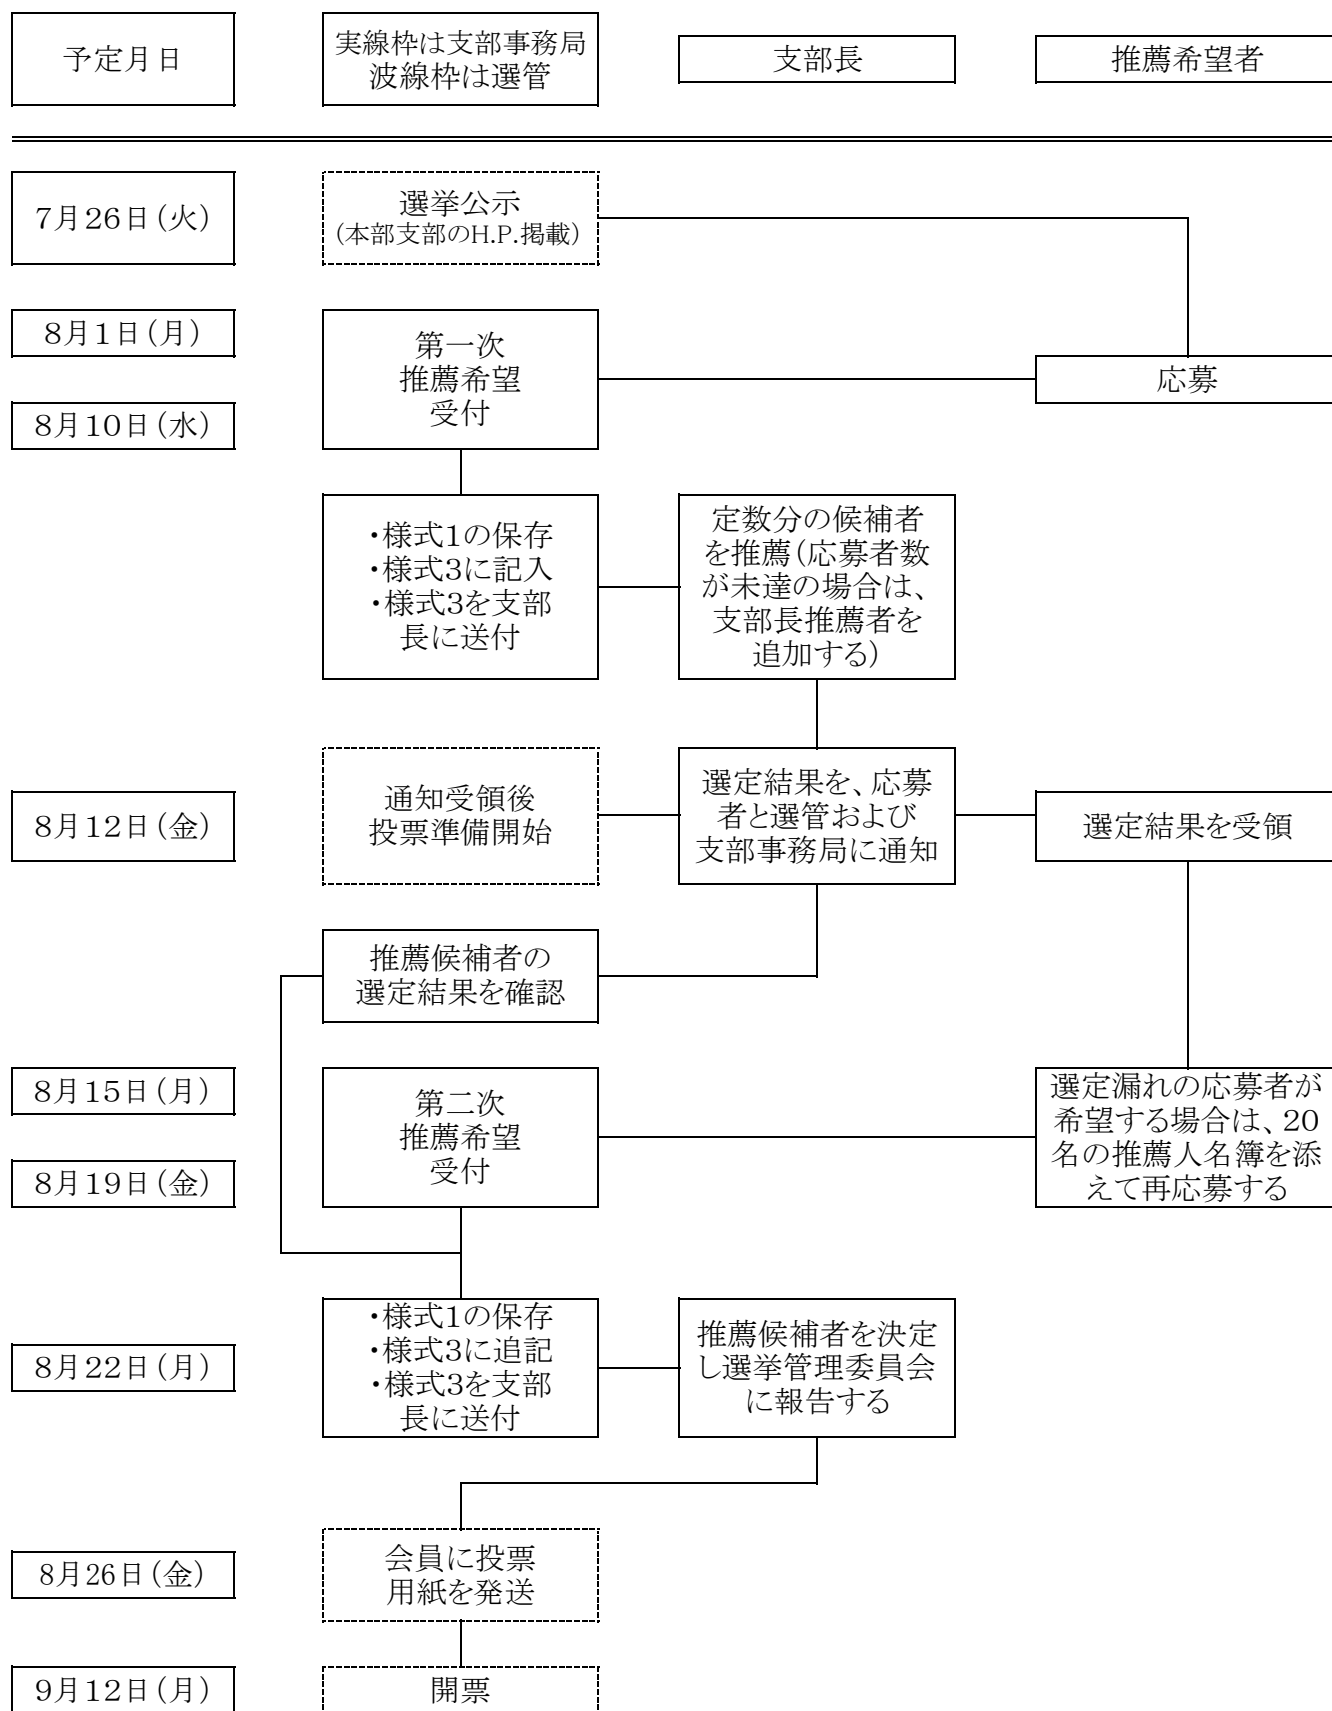 予定月日
実線枠は支部事務局
波線枠は選管
支部長
推薦希望者
7月26日(火)
選挙公示
(本部支部のH.P.掲載)
8月1日(月)
第一次
推薦希望
受付
応募
8月10日(水)
・様式1の保存
・様式3に記入
・様式3を支部
長に送付
定数分の候補者
を推薦(応募者数
が未達の場合は、
支部長推薦者を
追加する)
8月12日(金)
通知受領後
投票準備開始
選定結果を、応募
者と選管および
支部事務局に通知
選定結果を受領
推薦候補者の
選定結果を確認
8月15日(月)
第二次
推薦希望
受付
選定漏れの応募者が
希望する場合は、20
名の推薦人名簿を添
えて再応募する
8月19日(金)
8月22日(月)
・様式1の保存
・様式3に追記
・様式3を支部
長に送付
推薦候補者を決定
し選挙管理委員会
に報告する
8月26日(金)
会員に投票
用紙を発送
9月12日(月)
開票